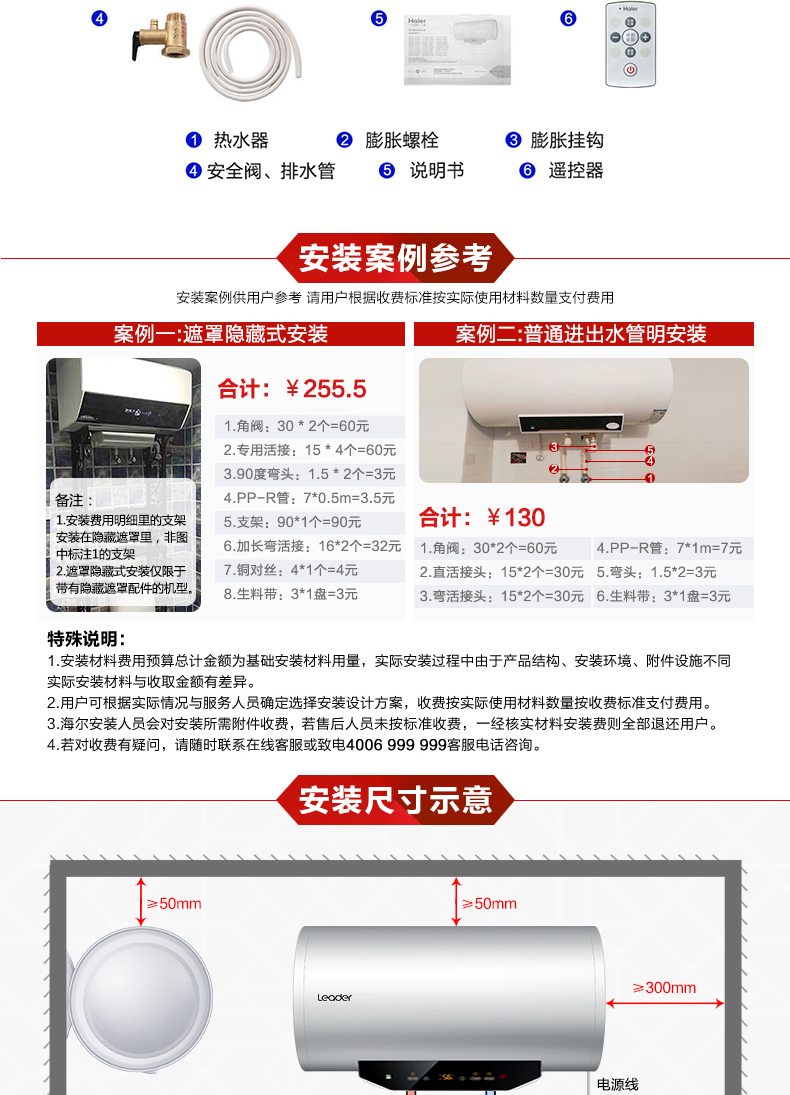 ④
⑤ Haier
⑥ Haier
① 热水器 ② 膨胀螺栓 ③ 膨胀挂钩
④ 安全阀、排水管 ⑤ 说明书 ⑥ 遥控器
安装案例参考
安装案例供用户参考 请用户根据收费标准按实际使用材料数量支付费用
案例一:遮罩隐藏式安装
合计：￥255.5
1.角阀：30 * 2个=60元
2.专用活接：15 * 4个=60元
3.90度弯头：1.5 * 2个=3元
4.PP-R管：7*0.5m=3.5元
5.支架：90*1个=90元
6.加长弯活接：16*2个=32元
7.铜对丝：4*1个=4元
8.生料带：3*1盘=3元
备注：
1.安装费用明细里的支架
安装在隐藏遮罩里，非图
中标注1的支架
2.遮罩隐藏式安装仅限于
带有隐藏遮罩配件的机型。
案例二:普通进出水管明安装
3
5
4
2
1
合计：￥130
1.角阀：30*2个=60元 4.PP-R管：7*1m=7元
2.直活接头：15*2个=30元 5.弯头：1.5*2=3元
3.弯活接头：15*2个=30元 6.生料带：3*1盘=3元
特殊说明：
1.安装材料费用预算总计金额为基础安装材料用量，实际安装过程中由于产品结构、安装环境、附件设施不同
实际安装材料与收取金额有差异。
2.用户可根据实际情况与服务人员确定选择安装设计方案，收费按实际使用材料数量按收费标准支付费用。
3.海尔安装人员会对安装所需附件收费，若售后人员未按标准收费，一经核实材料安装费则全部退还用户。
4.若对收费有疑问，请随时联系在线客服或致电4006 999 999客服电话咨询。
安装尺寸示意
≥50mm ≥50mm
≥300mm
Leader
56
电源线